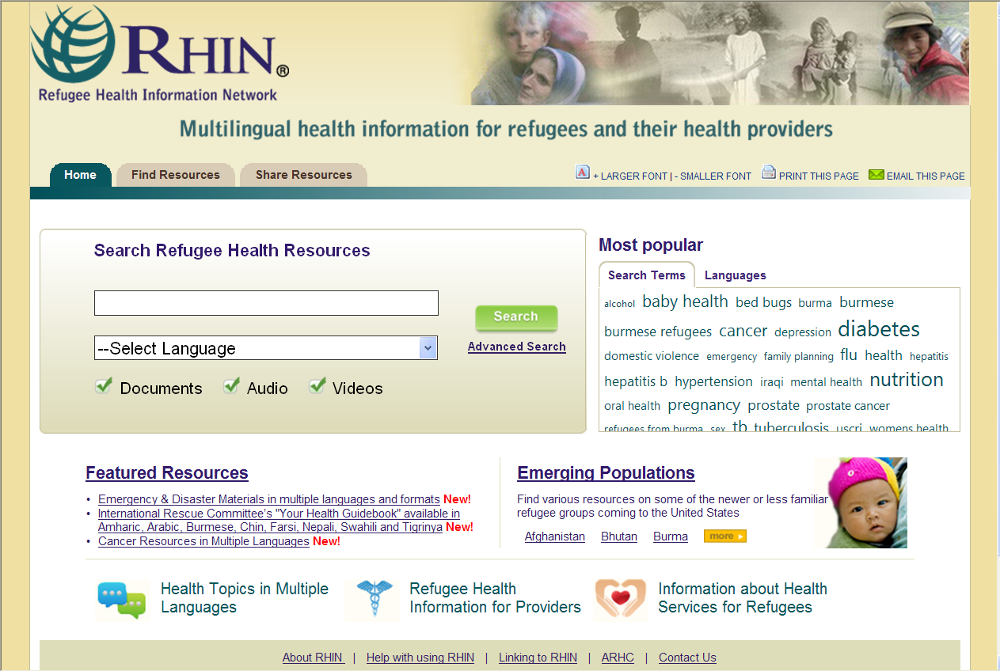 RHIN®
Refugee Health Information Network
Multilingual health information for refugees and their health providers
Home Find Resources Share Resources
A + LARGER FONT | - SMALLER FONT PRINT THIS PAGE EMAIL THIS PAGE
Search Refugee Health Resources
Search
--Select Language
Advanced Search
Documents Audio Videos
Most popular
Search Terms Languages
alcohol baby health bed bugs burma burmese
burmese refugees cancer depression diabetes
domestic violence emergency family planning flu health hepatitis
hepatitis b hypertension iraqi mental health nutrition
oral health pregnancy prostate prostate cancer
refugees from burma sex tb tuberculosis uscri womens health
Featured Resources
• Emergency & Disaster Materials in multiple languages and formats New!
• International Rescue Committee's "Your Health Guidebook" available in
Amharic, Arabic, Burmese, Chin, Farsi, Nepali, Swahili and Tigrinya New!
• Cancer Resources in Multiple Languages New!
Emerging Populations
Find various resources on some of the newer or less familiar
refugee groups coming to the United States
Afghanistan Bhutan Burma more
Health Topics in Multiple
Languages
Refugee Health
Information for Providers
Information about Health
Services for Refugees
About RHIN | Help with using RHIN | Linking to RHIN | ARHC | Contact Us